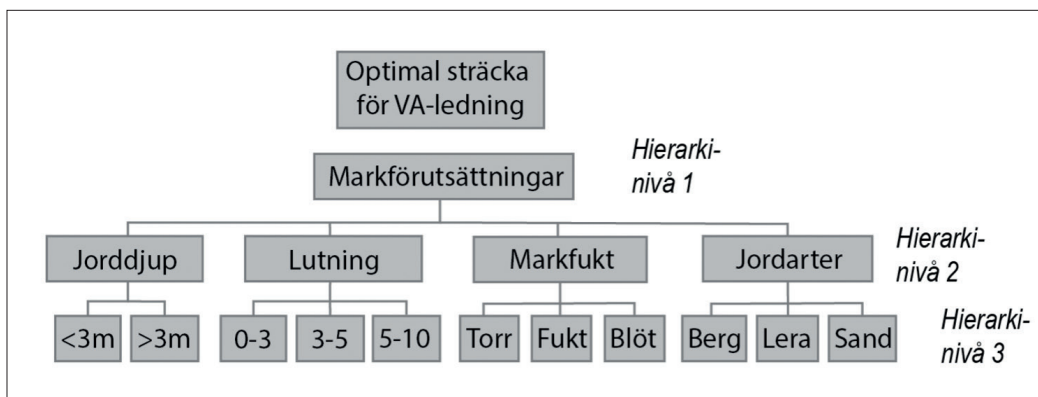 Optimal sträcka
för VA-ledning
Hierarki-
nivå 1
Markförutsättningar
Hierarki-
nivå 2
Jorddjup
Lutning
Markfukt
Jordarter
Hierarki-
nivå 3
<3m
>3m
0-3
3-5
5-10
Torr
Fukt
Blöt
Berg
Lera
Sand